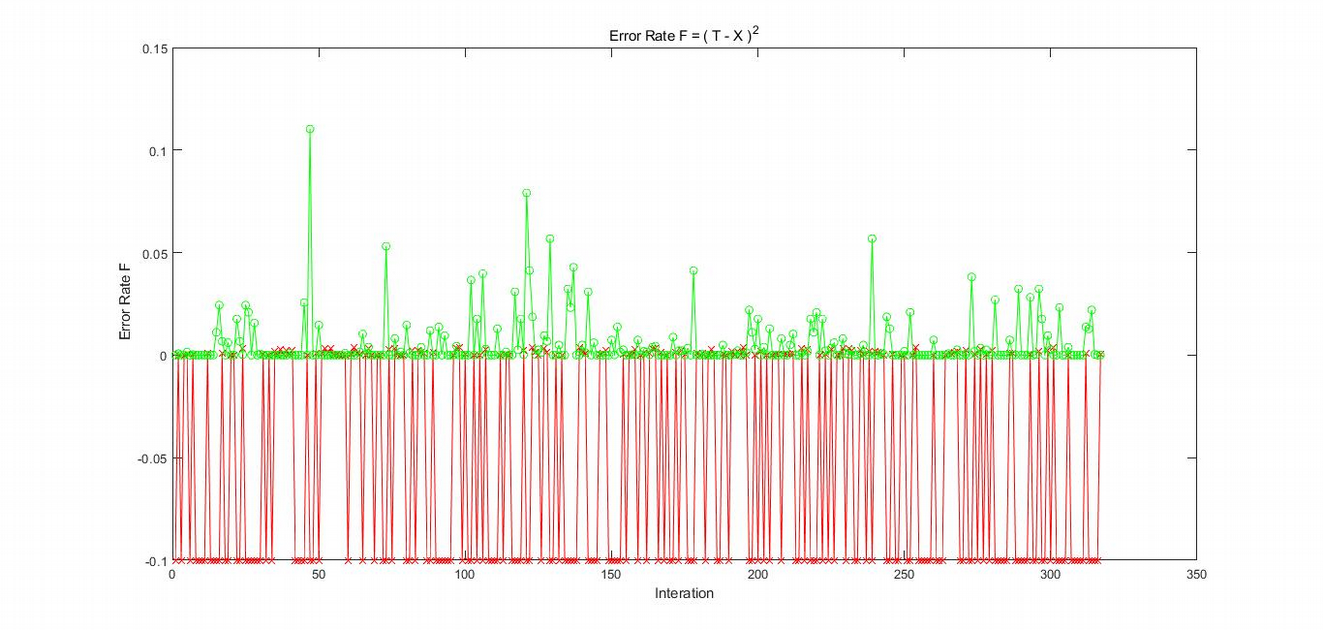 Error Rate F = ( T - X )²
0.15
0.1
0.05
0
-0.05
-0.1
Error Rate F
0 50 100 150 200 250 300 350
Interation